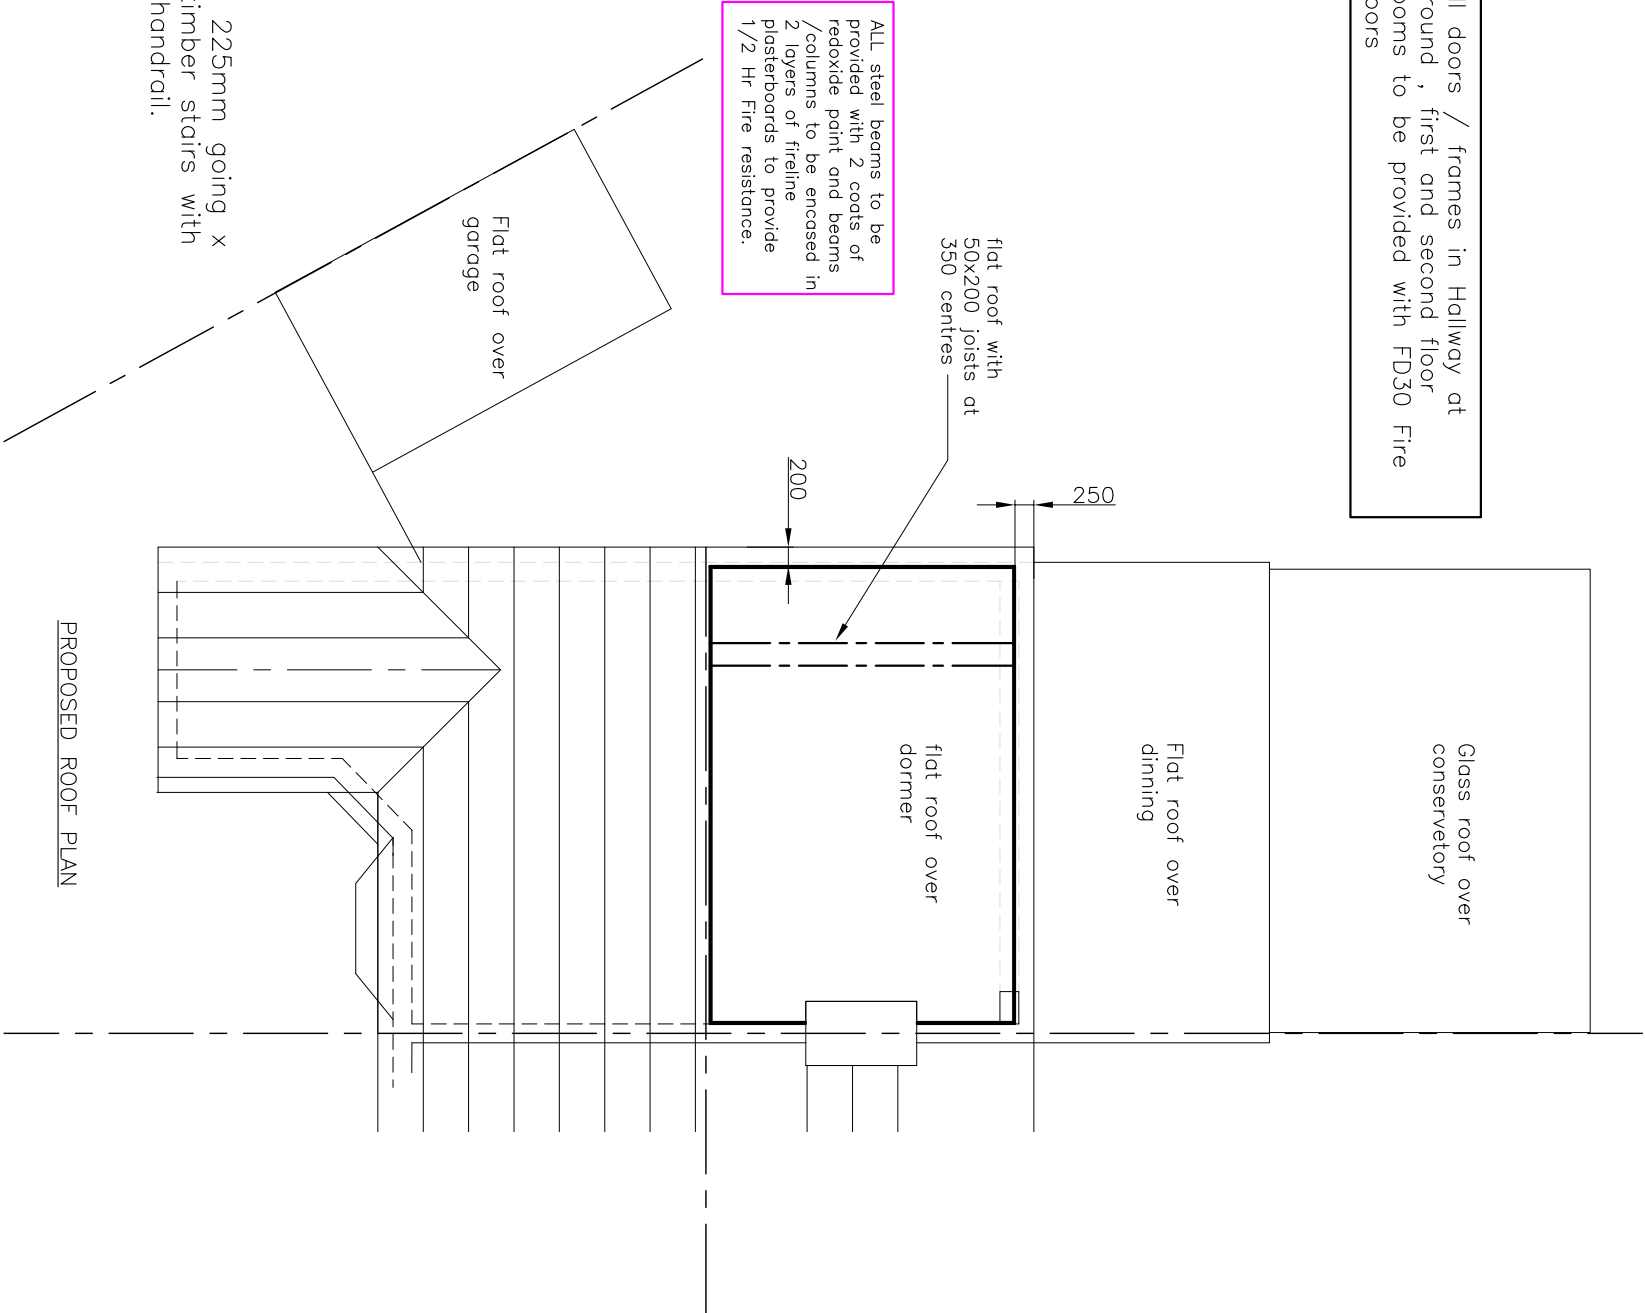 ll doors / frames in Hallway at
round , first and second floor
ooms to be provided with FD30 Fire
oors
ALL steel beams to be
provided with 2 coats of
redoxide paint and beams
/columns to be encased in
2 layers of fireline
plasterboards to provide
1/2 Hr Fire resistance.
flat roof with
50x200 joists at
350 centres
250
200
Glass roof over
conservetory
Flat roof over
dinning
flat roof over
dormer
Flat roof over
garage
225mm going x
timber stairs with
handrail.
PROPOSED ROOF PLAN